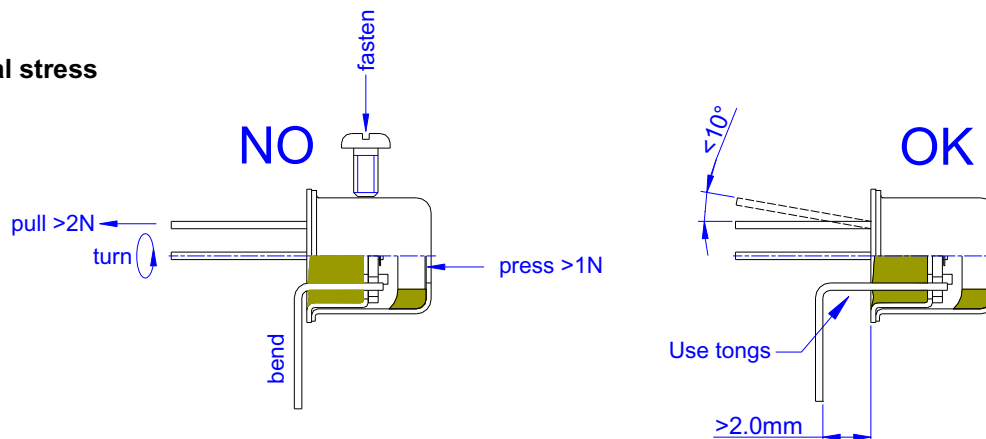 al stress
fasten
NO
pull >2N
turn
press >1N
bend
<10°
OK
Use tongs
>2.0mm